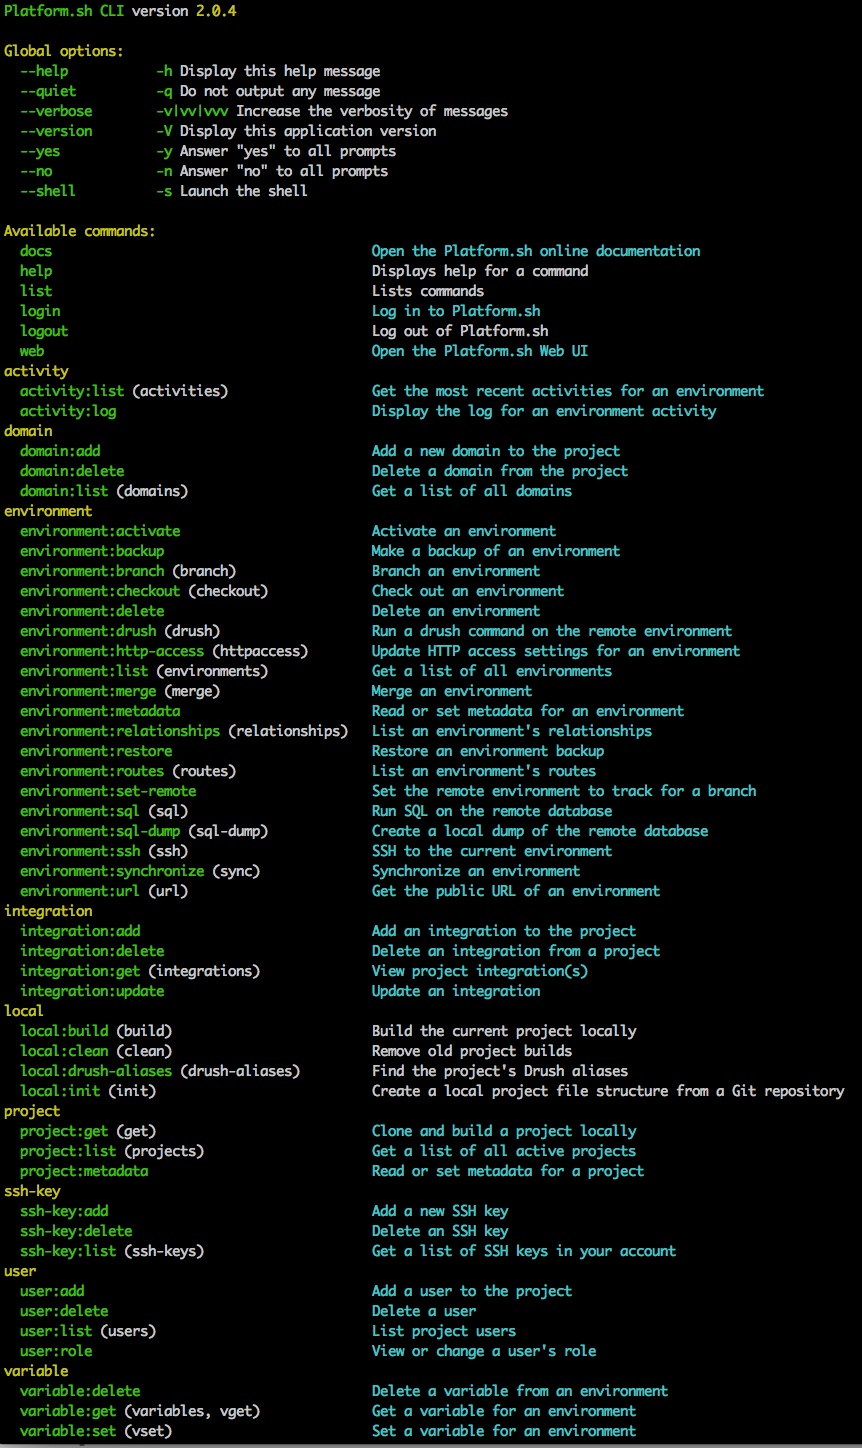 Platform.sh CLI version 2.0.4
Global options:
--help -h Display this help message
--quiet -q Do not output any message
--verbose -v|vv|vvv Increase the verbosity of messages
--version -V Display this application version
--yes -y Answer "yes" to all prompts
--no -n Answer "no" to all prompts
--shell -s Launch the shell
Available commands:
docs Open the Platform.sh online documentation
help Displays help for a command
list Lists commands
login Log in to Platform.sh
logout Log out of Platform.sh
web Open the Platform.sh Web UI
activity
activity:list (activities) Get the most recent activities for an environment
activity:log Display the log for an environment activity
domain
domain:add Add a new domain to the project
domain:delete Delete a domain from the project
domain:list (domains) Get a list of all domains
environment
environment:activate Activate an environment
environment:backup Make a backup of an environment
environment:branch (branch) Branch an environment
environment:checkout (checkout) Check out an environment
environment:delete Delete an environment
environment:drush (drush) Run a drush command on the remote environment
environment:http-access (httpaccess) Update HTTP access settings for an environment
environment:list (environments) Get a list of all environments
environment:merge (merge) Merge an environment
environment:metadata Read or set metadata for an environment
environment:relationships (relationships) List an environment's relationships
environment:restore Restore an environment backup
environment:routes (routes) List an environment's routes
environment:set-remote Set the remote environment to track for a branch
environment:sql (sql) Run SQL on the remote database
environment:sql-dump (sql-dump) Create a local dump of the remote database
environment:ssh (ssh) SSH to the current environment
environment:synchronize (sync) Synchronize an environment
environment:url (url) Get the public URL of an environment
integration
integration:add Add an integration to the project
integration:delete Delete an integration from a project
integration:get (integrations) View project integration(s)
integration:update Update an integration
local
local:build (build) Build the current project locally
local:clean (clean) Remove old project builds
local:drush-aliases (drush-aliases) Find the project's Drush aliases
local:init (init) Create a local project file structure from a Git repository
project
project:get (get) Clone and build a project locally
project:list (projects) Get a list of all active projects
project:metadata Read or set metadata for a project
ssh-key
ssh-key:add Add a new SSH key
ssh-key:delete Delete an SSH key
ssh-key:list (ssh-keys) Get a list of SSH keys in your account
user
user:add Add a user to the project
user:delete Delete a user
user:list (users) List project users
user:role View or change a user's role
variable
variable:delete Delete a variable from an environment
variable:get (variables, vget) Get a variable for an environment
variable:set (vset) Set a variable for an environment